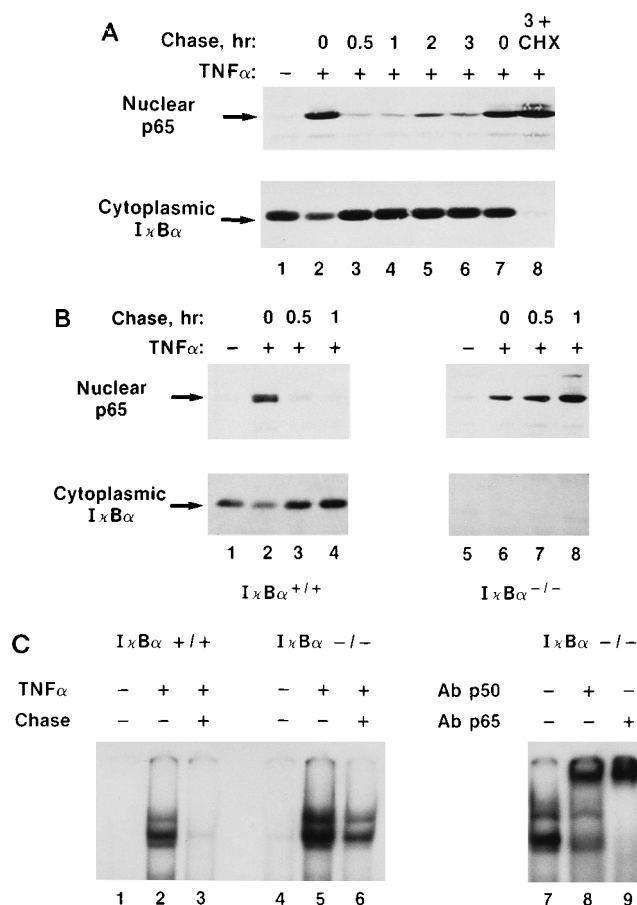 A
3 +
Chase, hr: 0 0.5 1 2 3 0 CHX
TNFα: − + + + + + + +
Nuclear
p65
Cytoplasmic
IϰBα
1 2 3 4 5 6 7 8
B
Chase, hr: 0 0.5 1 0 0.5 1
TNFα: − + + + − + + +
Nuclear
p65
Cytoplasmic
IϰBα
1 2 3 4 5 6 7 8
IϰBα +/+ IϰBα −/−
C
IϰBα +/+ IϰBα −/− IϰBα −/−
TNFα − + + − + + Ab p50 − + −
Chase − − + − − + Ab p65 − − +
1 2 3 4 5 6 7 8 9